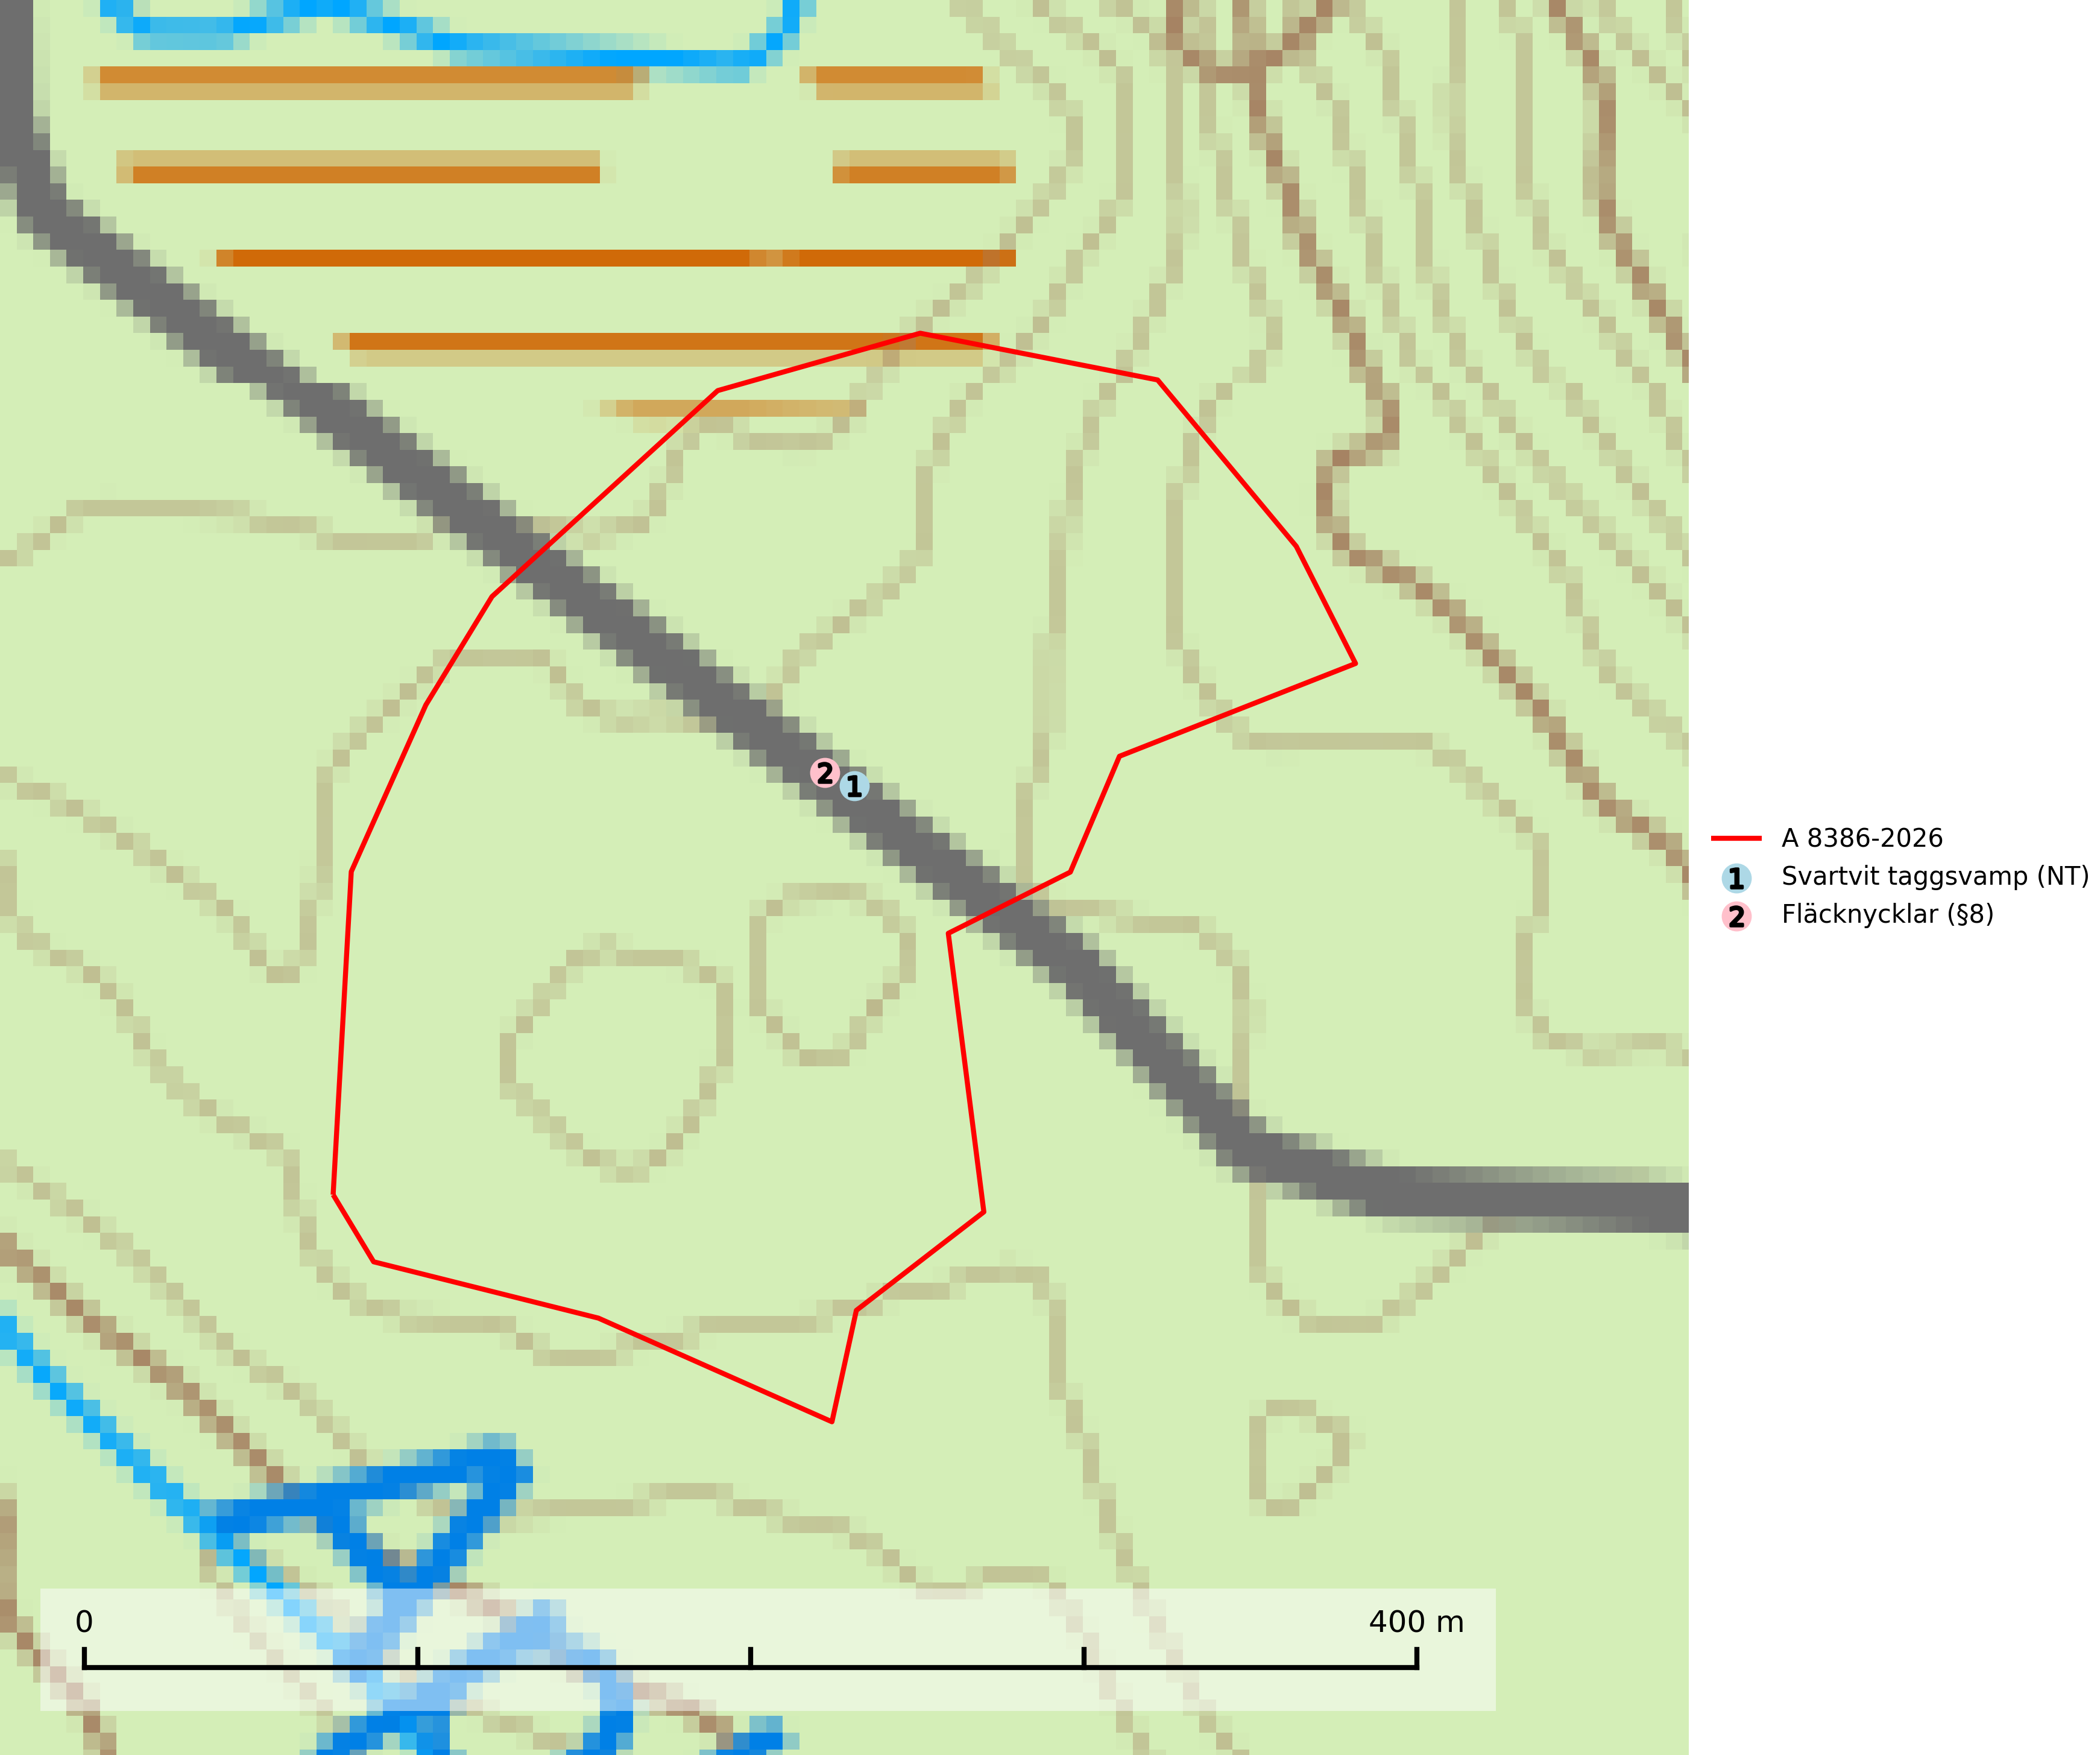 2 1
A 8386-2026
1 Svartvit taggsvamp (NT)
2 Fläcknycklar (§8)
0 400 m